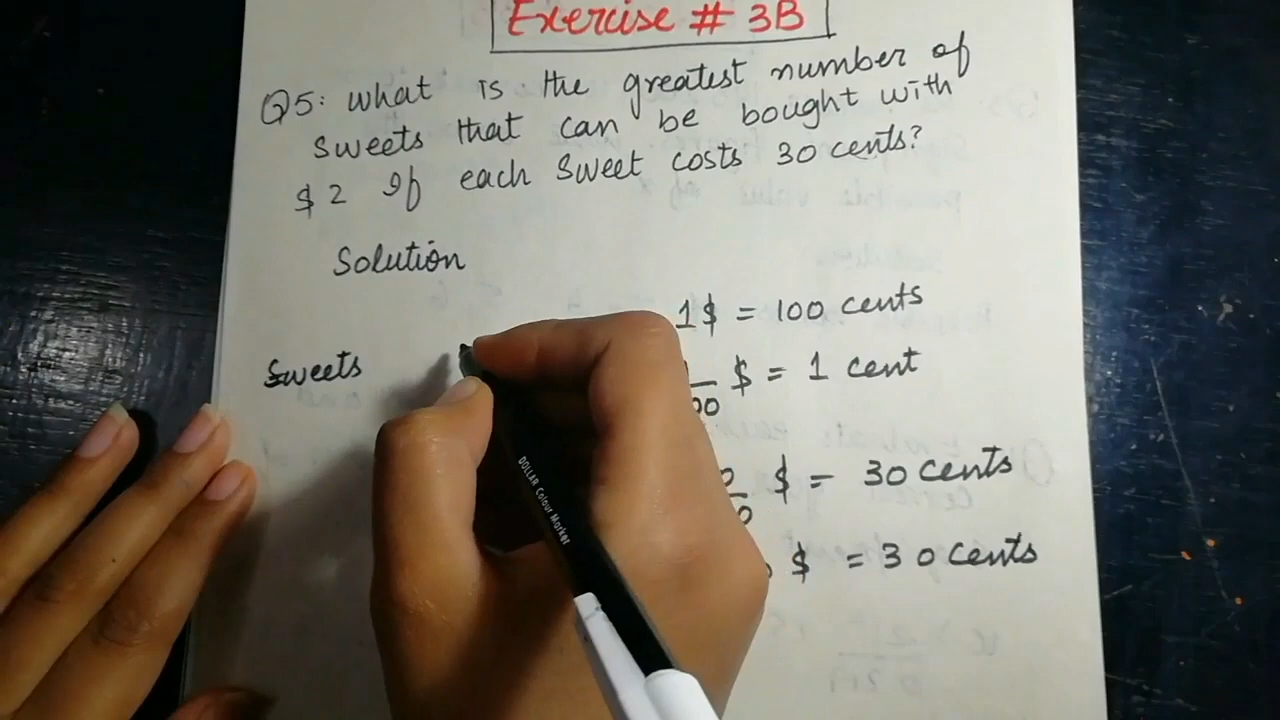 Exercise # 3B
Q5: What is the greatest number of
sweets that can be bought with
$ 2 If each sweet costs 30 cents?
Solution
1$ = 100 cents
Sweets
$ = 1 cent
$ = 30 cents
$ = 30 cents
DOLLAR Colour Marker